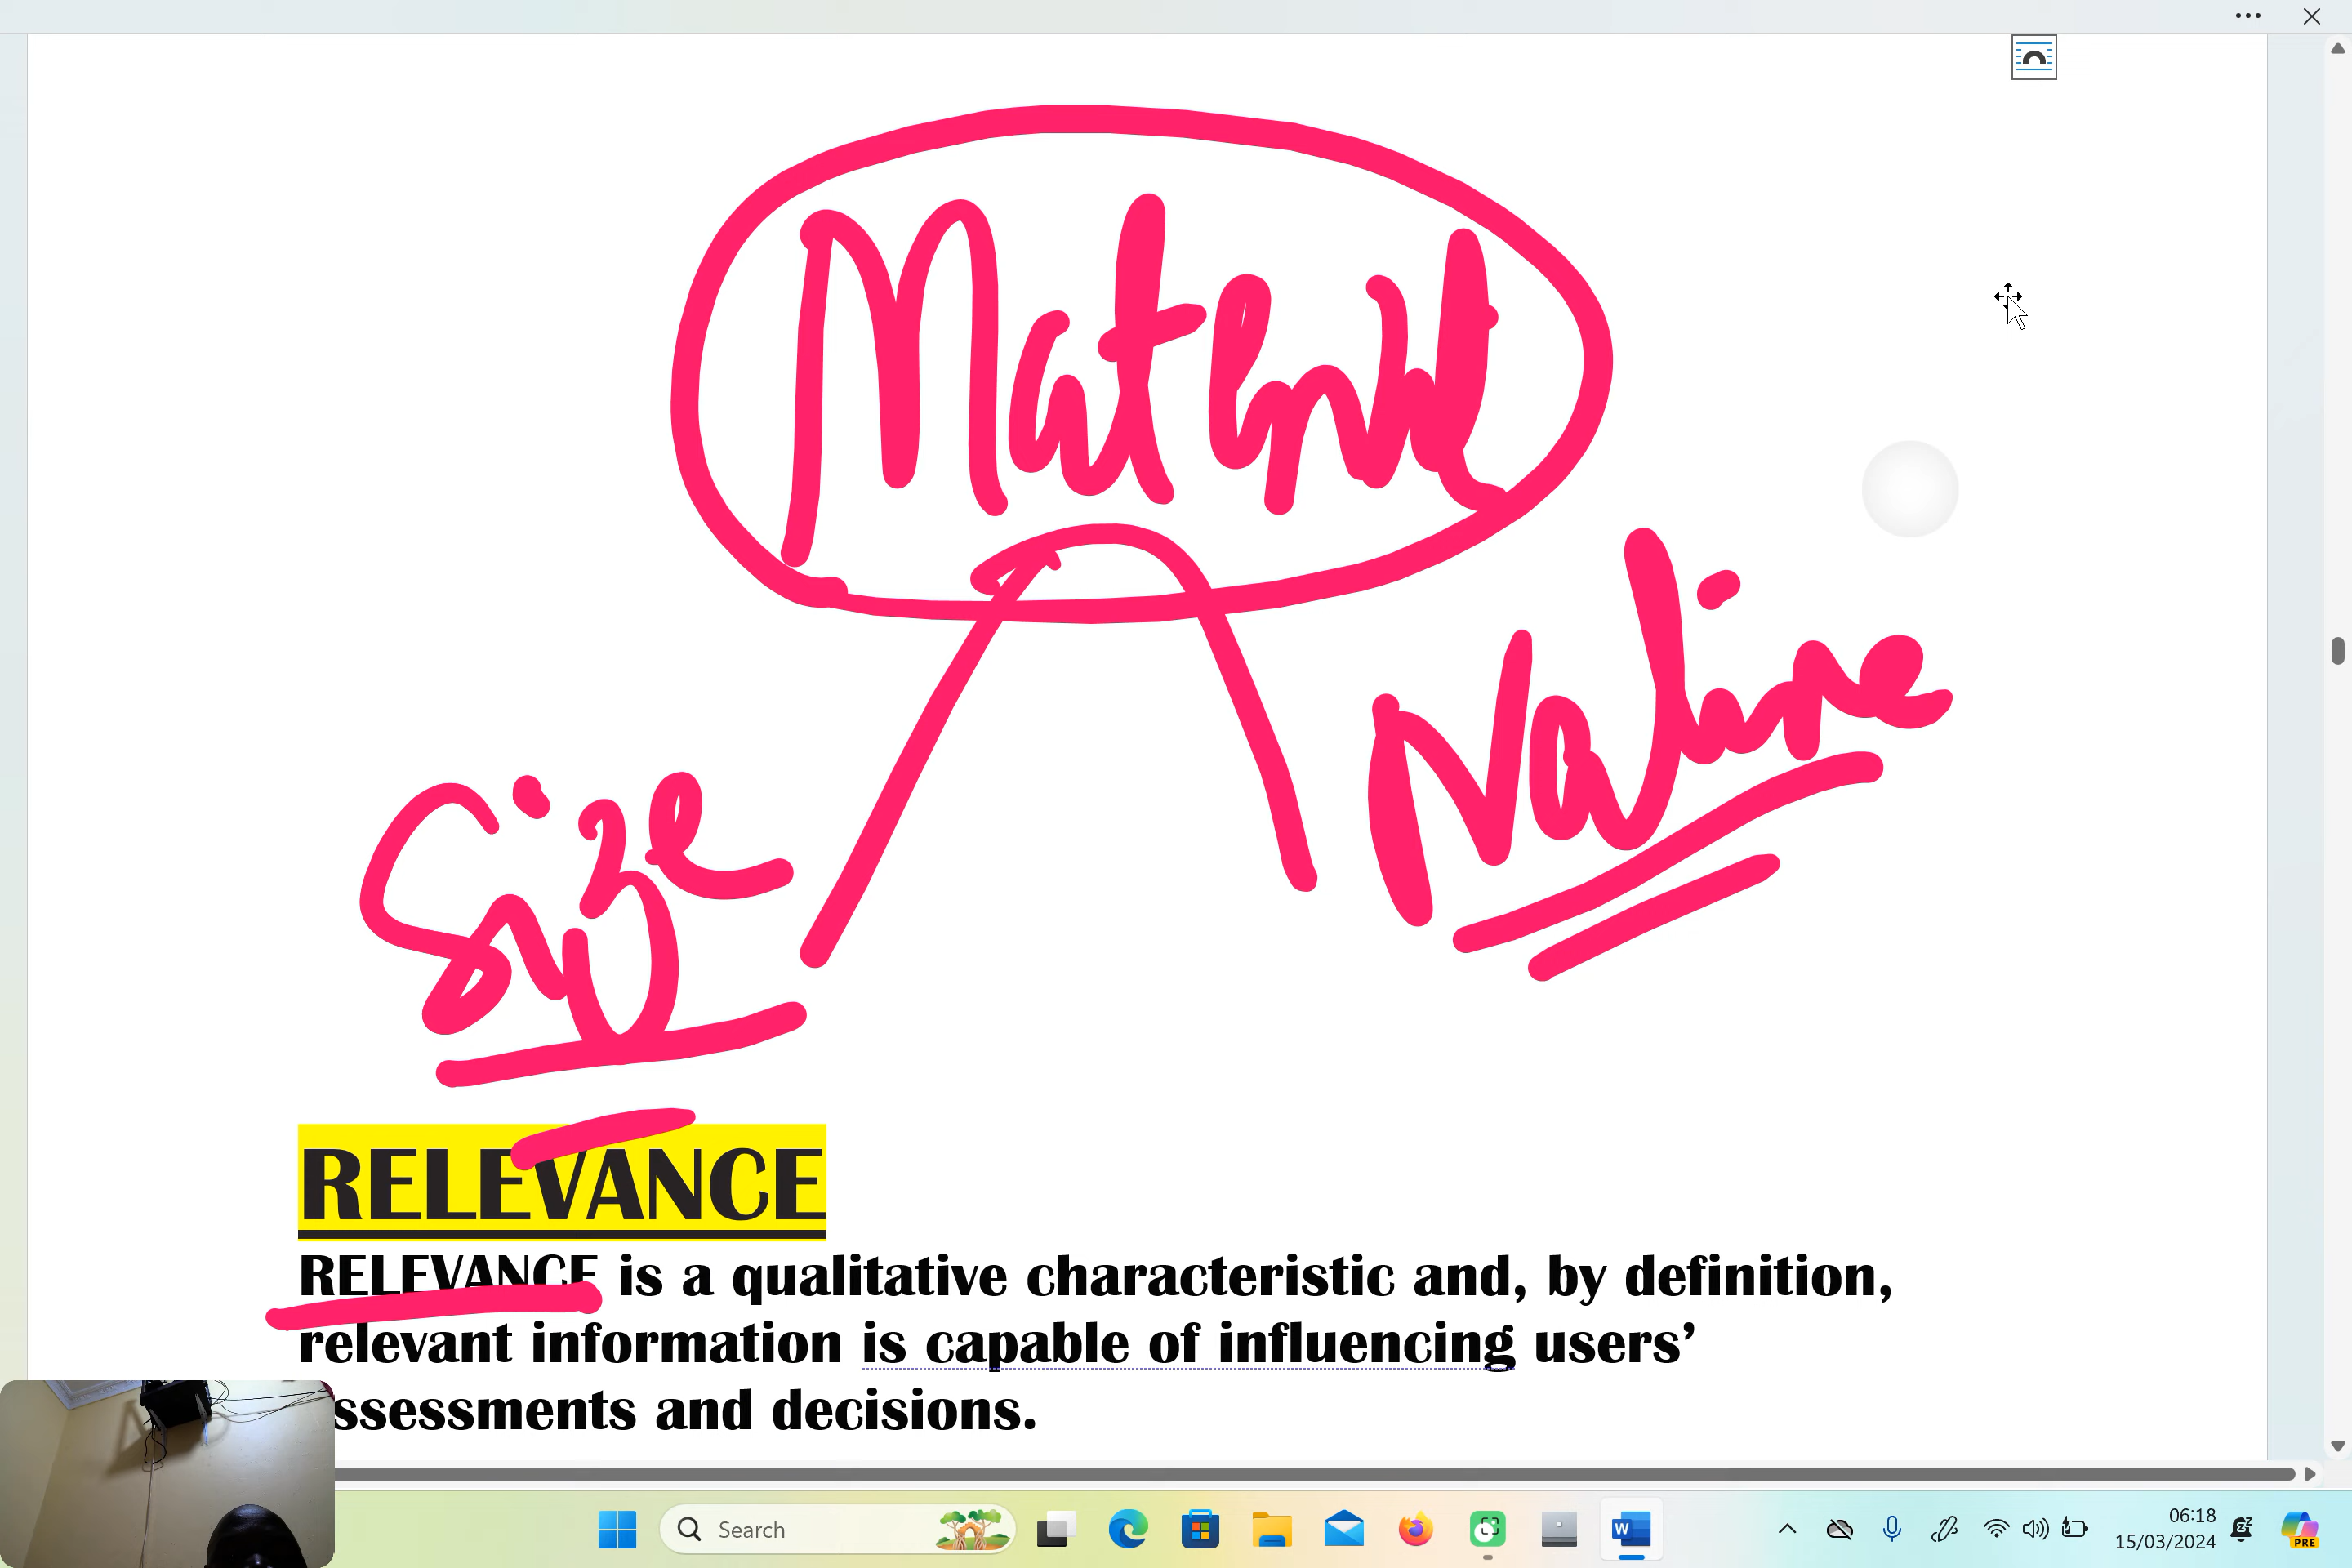 Material
Nature
Size
RELEVANCE
RELEVANCE is a qualitative characteristic and, by definition,
relevant information is capable of influencing users’
ssessments and decisions.
Search
06:18
15/03/2024
PRE